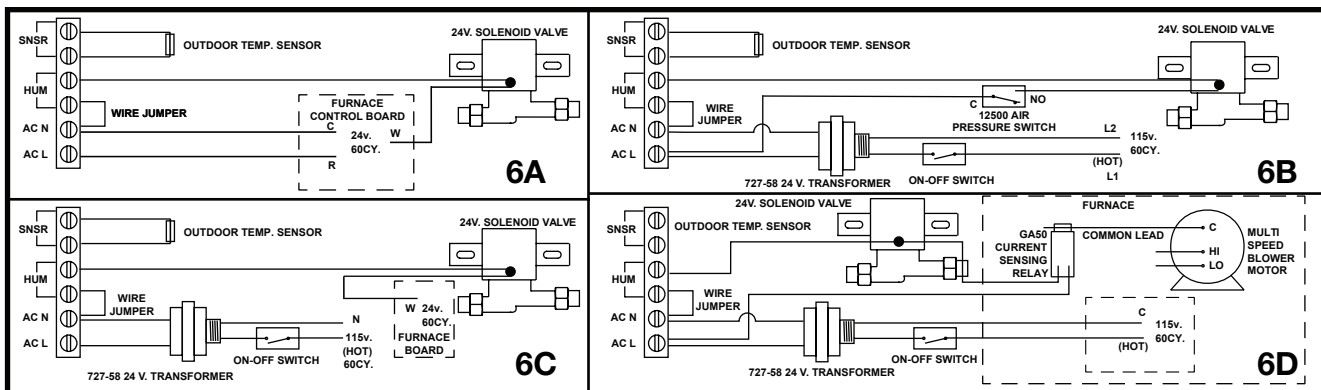 SNSR
HUM
AC N
AC L
OUTDOOR TEMP. SENSOR
WIRE JUMPER
24V. SOLENOID VALVE
FURNACE
CONTROL BOARD
C
24v.
60CY.
W
R
6A
SNSR
HUM
AC N
AC L
OUTDOOR TEMP. SENSOR
WIRE
JUMPER
24V. SOLENOID VALVE
C
NO
12500 AIR
PRESSURE SWITCH
L2
115v.
60CY.
(HOT)
L1
727-58 24 V. TRANSFORMER
ON-OFF SWITCH
6B
SNSR
HUM
AC N
AC L
OUTDOOR TEMP. SENSOR
WIRE
JUMPER
24V. SOLENOID VALVE
W
24v.
60CY.
FURNACE
BOARD
N
115v.
(HOT)
60CY.
ON-OFF SWITCH
727-58 24 V. TRANSFORMER
6C
SNSR
HUM
AC N
AC L
24V. SOLENOID VALVE
OUTDOOR TEMP. SENSOR
WIRE
JUMPER
FURNACE
GA50
CURRENT
SENSING
RELAY
COMMON LEAD
C
HI
LO
MULTI
SPEED
BLOWER
MOTOR
C
115v.
60CY.
(HOT)
ON-OFF SWITCH
727-58 24 V. TRANSFORMER
6D